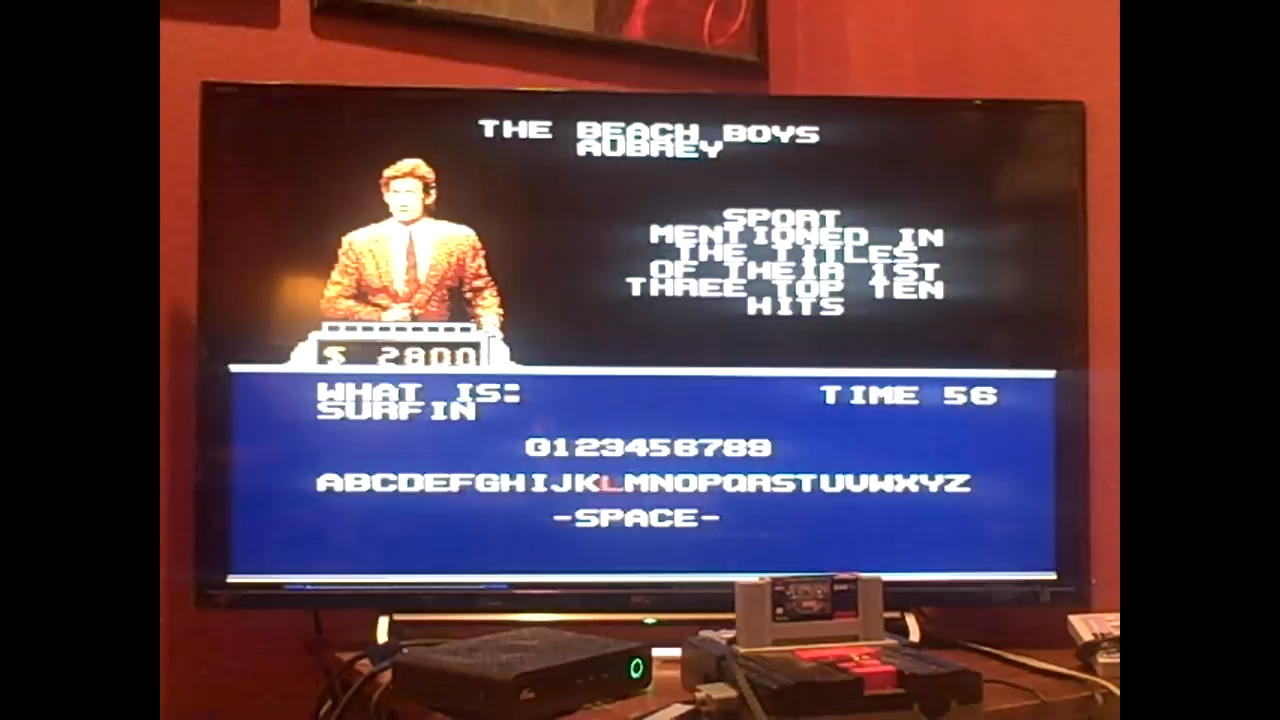 THE BEACH BOYS
AUBREY
SPORT
MENTIONED IN
THE TITLES
OF THEIR 1ST
THREE TOP TEN
HITS
$ 2800
WHAT IS:
SURFIN
TIME 56
0123456789
ABCDEFGHIJKLMNOPQRSTUVWXYZ
-SPACE-